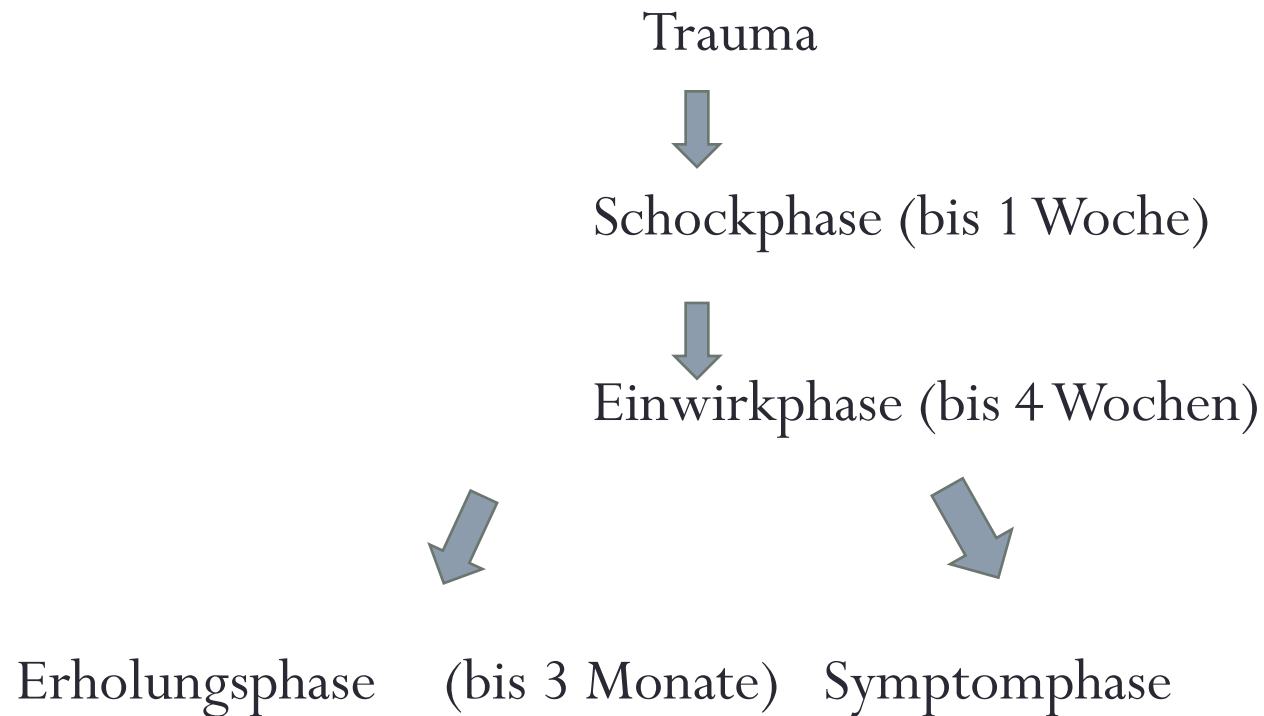 Trauma
Schockphase (bis 1 Woche)
Einwirkphase (bis 4 Wochen)
Erholungsphase (bis 3 Monate) Symptomphase